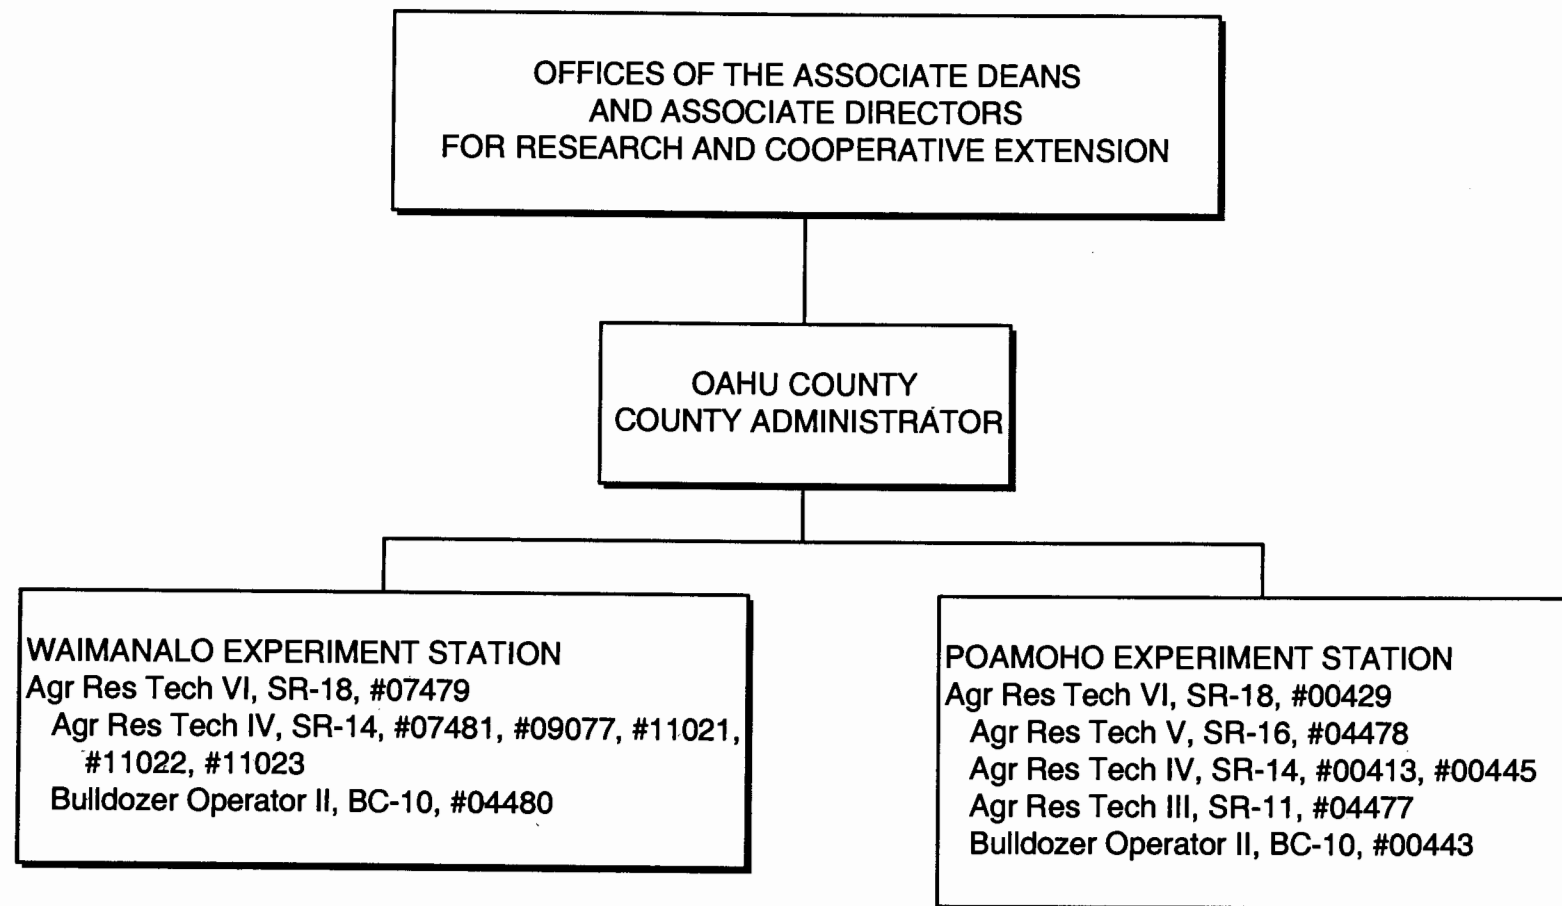 OFFICES OF THE ASSOCIATE DEANS
AND ASSOCIATE DIRECTORS
FOR RESEARCH AND COOPERATIVE EXTENSION
OAHU COUNTY
COUNTY ADMINISTRATOR
WAIMANALO EXPERIMENT STATION
Agr Res Tech VI, SR-18, #07479
Agr Res Tech IV, SR-14, #07481, #09077, #11021,
#11022, #11023
Bulldozer Operator II, BC-10, #04480
POAMOHO EXPERIMENT STATION
Agr Res Tech VI, SR-18, #00429
Agr Res Tech V, SR-16, #04478
Agr Res Tech IV, SR-14, #00413, #00445
Agr Res Tech III, SR-11, #04477
Bulldozer Operator II, BC-10, #00443